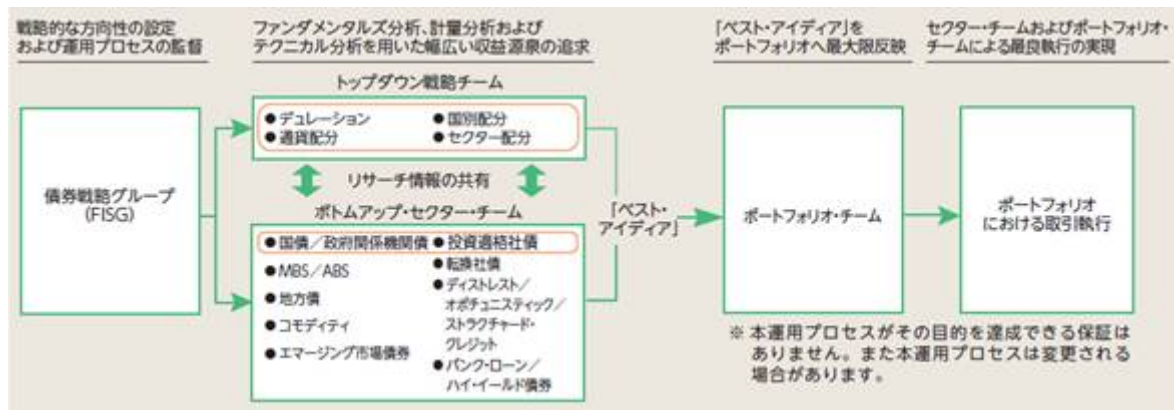 戦略的な方向性の設定
および運用プロセスの監督
ファンダメンタルズ分析、計量分析および
テクニカル分析を用いた幅広い収益源泉の追求
「ベスト・アイディア」を
ポートフォリオへ最大限反映
セクター・チームおよびポートフォリオ・
チームによる最良執行の実現
債券戦略グループ
(FISG)
トップダウン戦略チーム
●デュレーション
●通貨配分
●国別配分
●セクター配分
リサーチ情報の共有
ボトムアップ・セクター・チーム
●国債/政府関係機関債
●MBS/ABS
●地方債
●コモディティ
●エマージング市場債券
●投資適格社債
●転換社債
●ディストレスト/
オポチュニスティック/
ストラクチャード・
クレジット
●バンク・ローン/
ハイ・イールド債券
「ベスト・
アイディア」
ポートフォリオ・チーム
ポートフォリオ
における取引執行
※ 本運用プロセスがその目的を達成できる保証は
ありません。また本運用プロセスは変更される
場合があります。